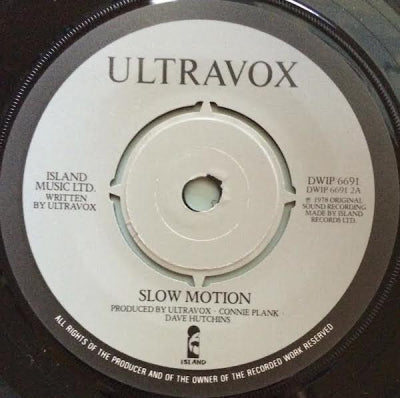 ULTRAVOX
ISLAND
MUSIC LTD.
WRITTEN
BY ULTRAVOX
DWIP 6691
DWIP 6691 2A
℗ 1978 ORIGINAL
SOUND RECORDING
MADE BY ISLAND
RECORDS LTD.
SLOW MOTION
PRODUCED BY ULTRAVOX · CONNIE PLANK ·
DAVE HUTCHINS
ISLAND
ALL RIGHTS OF THE PRODUCER AND OF THE OWNER OF THE RECORDED WORK RESERVED